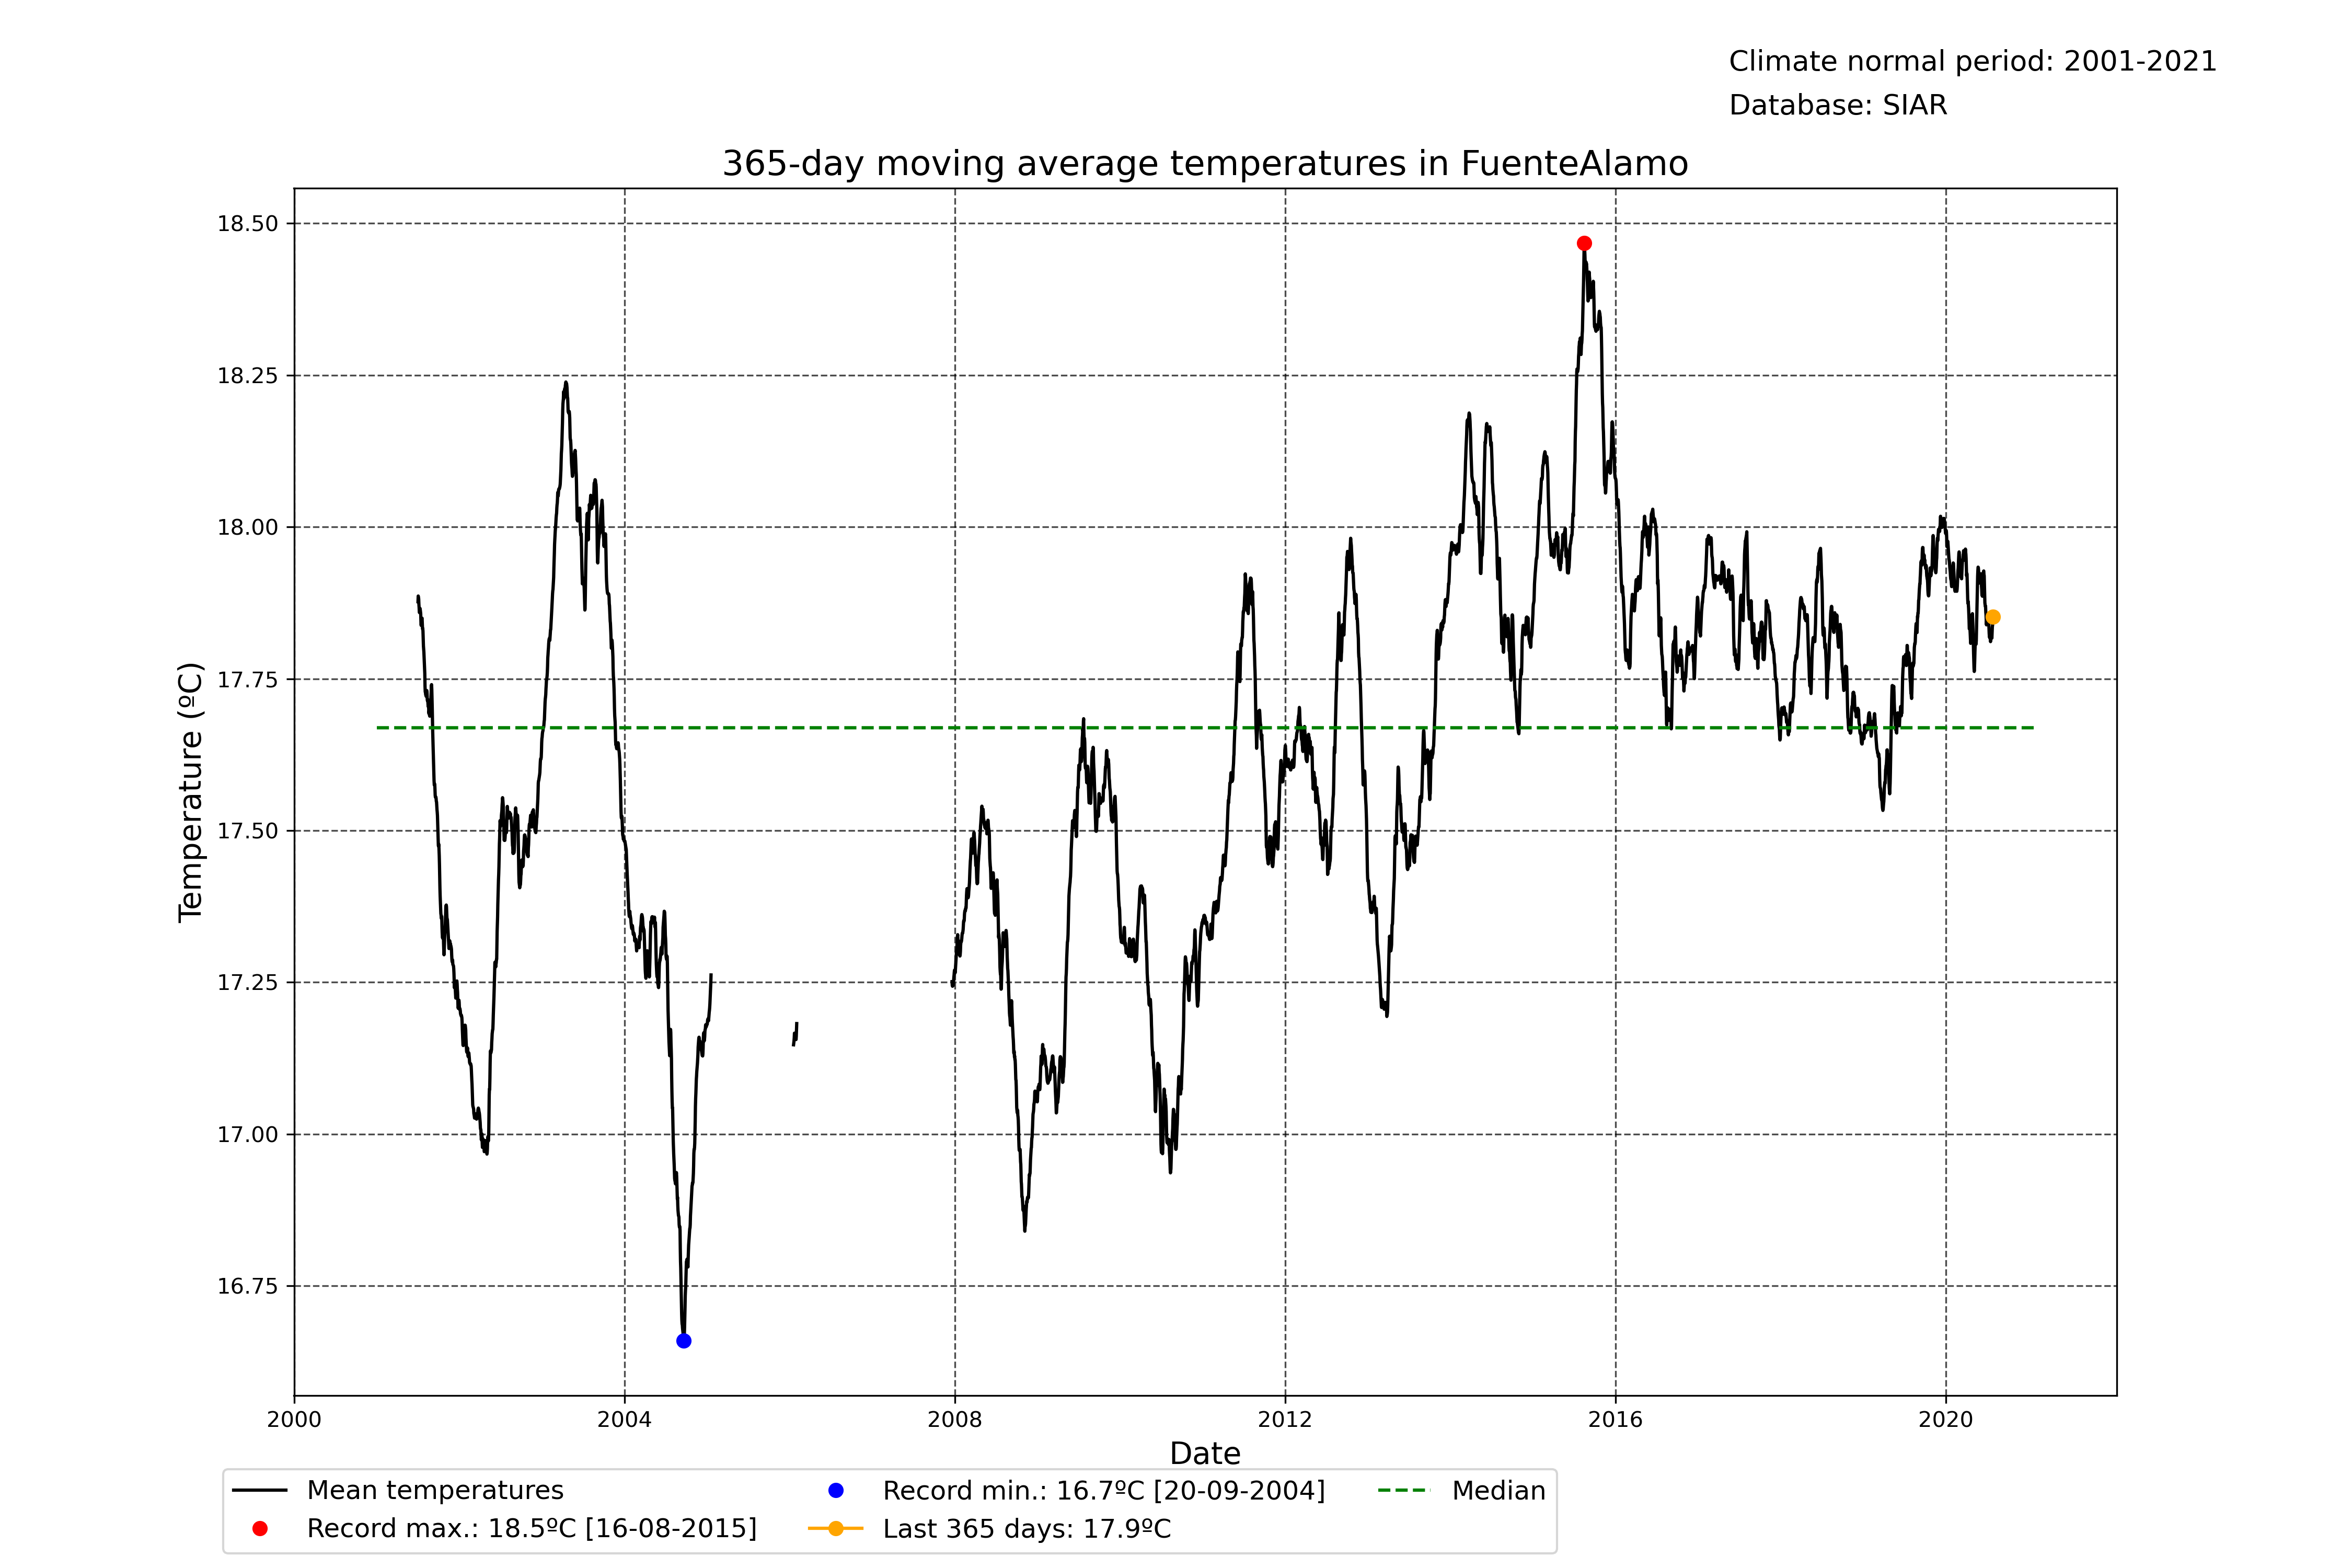 Climate normal period: 2001-2021
Database: SIAR
365-day moving average temperatures in FuenteAlamo
18.50
18.25
18.00
17.75
17.50
17.25
17.00
16.75
Temperature (ºC)
2000 2004 2008 2012 2016 2020
Date
Mean temperatures
Record max.: 18.5ºC [16-08-2015]
Record min.: 16.7ºC [20-09-2004]
Last 365 days: 17.9ºC
Median